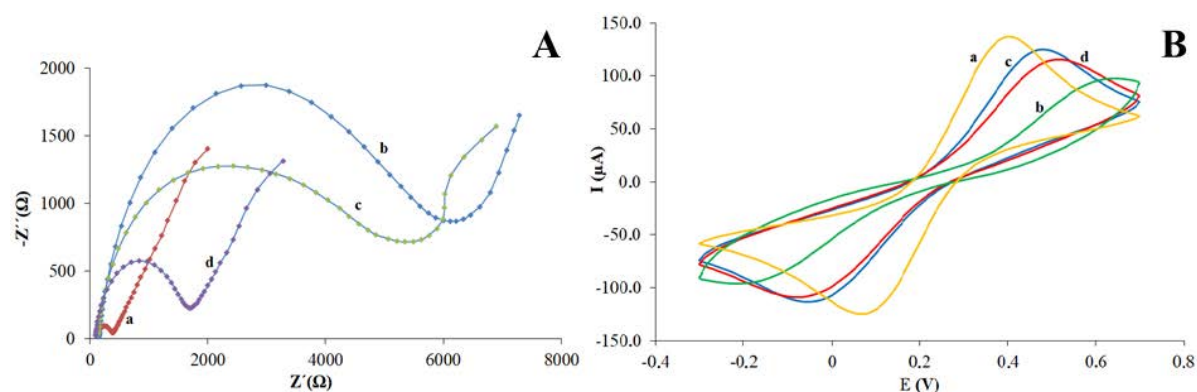 A
2000
1500
1000
500
0
-Z´´(Ω)
a
b
c
d
0 2000 4000 6000 8000
Z´(Ω)
B
150.0
100.0
50.0
0.0
-50.0
-100.0
-150.0
I (µA)
a
c
d
b
-0.4 -0.2 0 0.2 0.4 0.6 0.8
E (V)